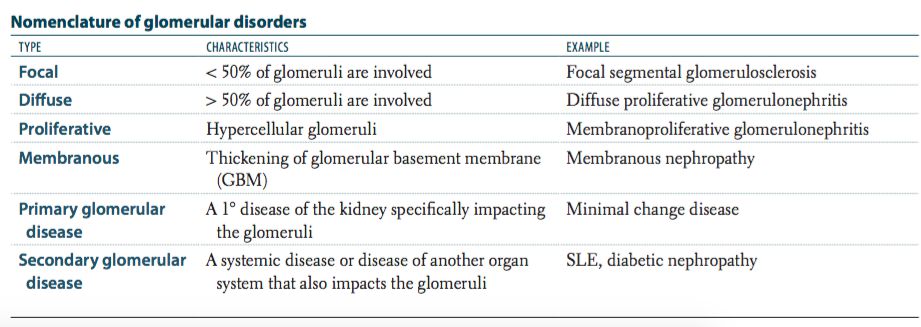 Nomenclature of glomerular disorders
TYPE CHARACTERISTICS EXAMPLE
Focal < 50% of glomeruli are involved Focal segmental glomerulosclerosis
Diffuse > 50% of glomeruli are involved Diffuse proliferative glomerulonephritis
Proliferative Hypercellular glomeruli Membranoproliferative glomerulonephritis
Membranous Thickening of glomerular basement membrane Membranous nephropathy
(GBM)
Primary glomerular A 1° disease of the kidney specifically impacting Minimal change disease
disease the glomeruli
Secondary glomerular A systemic disease or disease of another organ SLE, diabetic nephropathy
disease system that also impacts the glomeruli